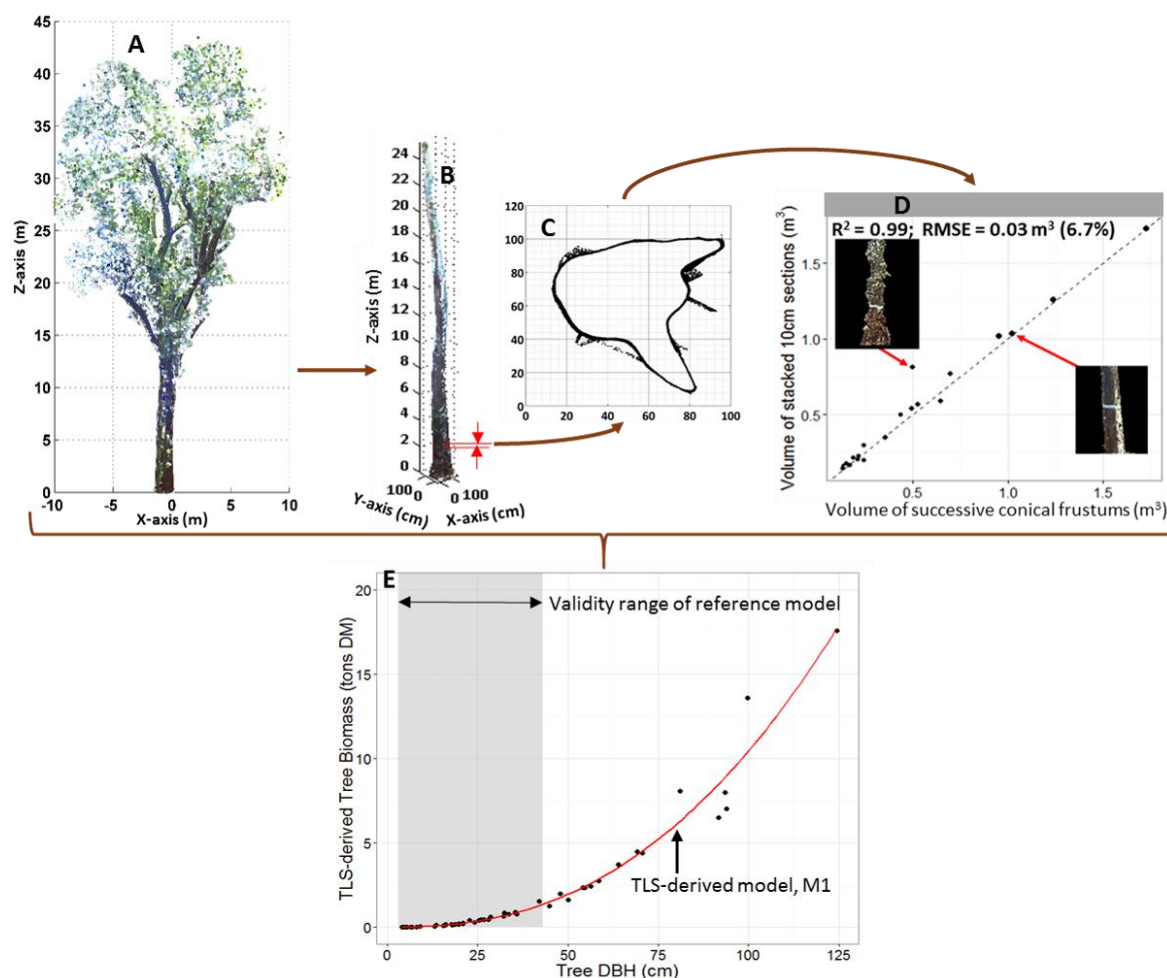 A
45
40
35
30
25
20
15
10
5
0
Z-axis (m)
-10 -5 0 5 10
X-axis (m)
B
24
22
20
18
16
14
12
10
8
6
4
2
0
Z-axis (m)
100 0 0 100
Y-axis (cm) X-axis (cm)
C
120
100
80
60
40
20
0
0 20 40 60 80 100
D
R² = 0.99; RMSE = 0.03 m³ (6.7%)
Volume of stacked 10cm sections (m³)
1.5
1.0
0.5
0.5 1.0 1.5
Volume of successive conical frustums (m³)
E
Validity range of reference model
TLS-derived Tree Biomass (tons DM)
20
15
10
5
0
TLS-derived model, M1
0 25 50 75 100 125
Tree DBH (cm)